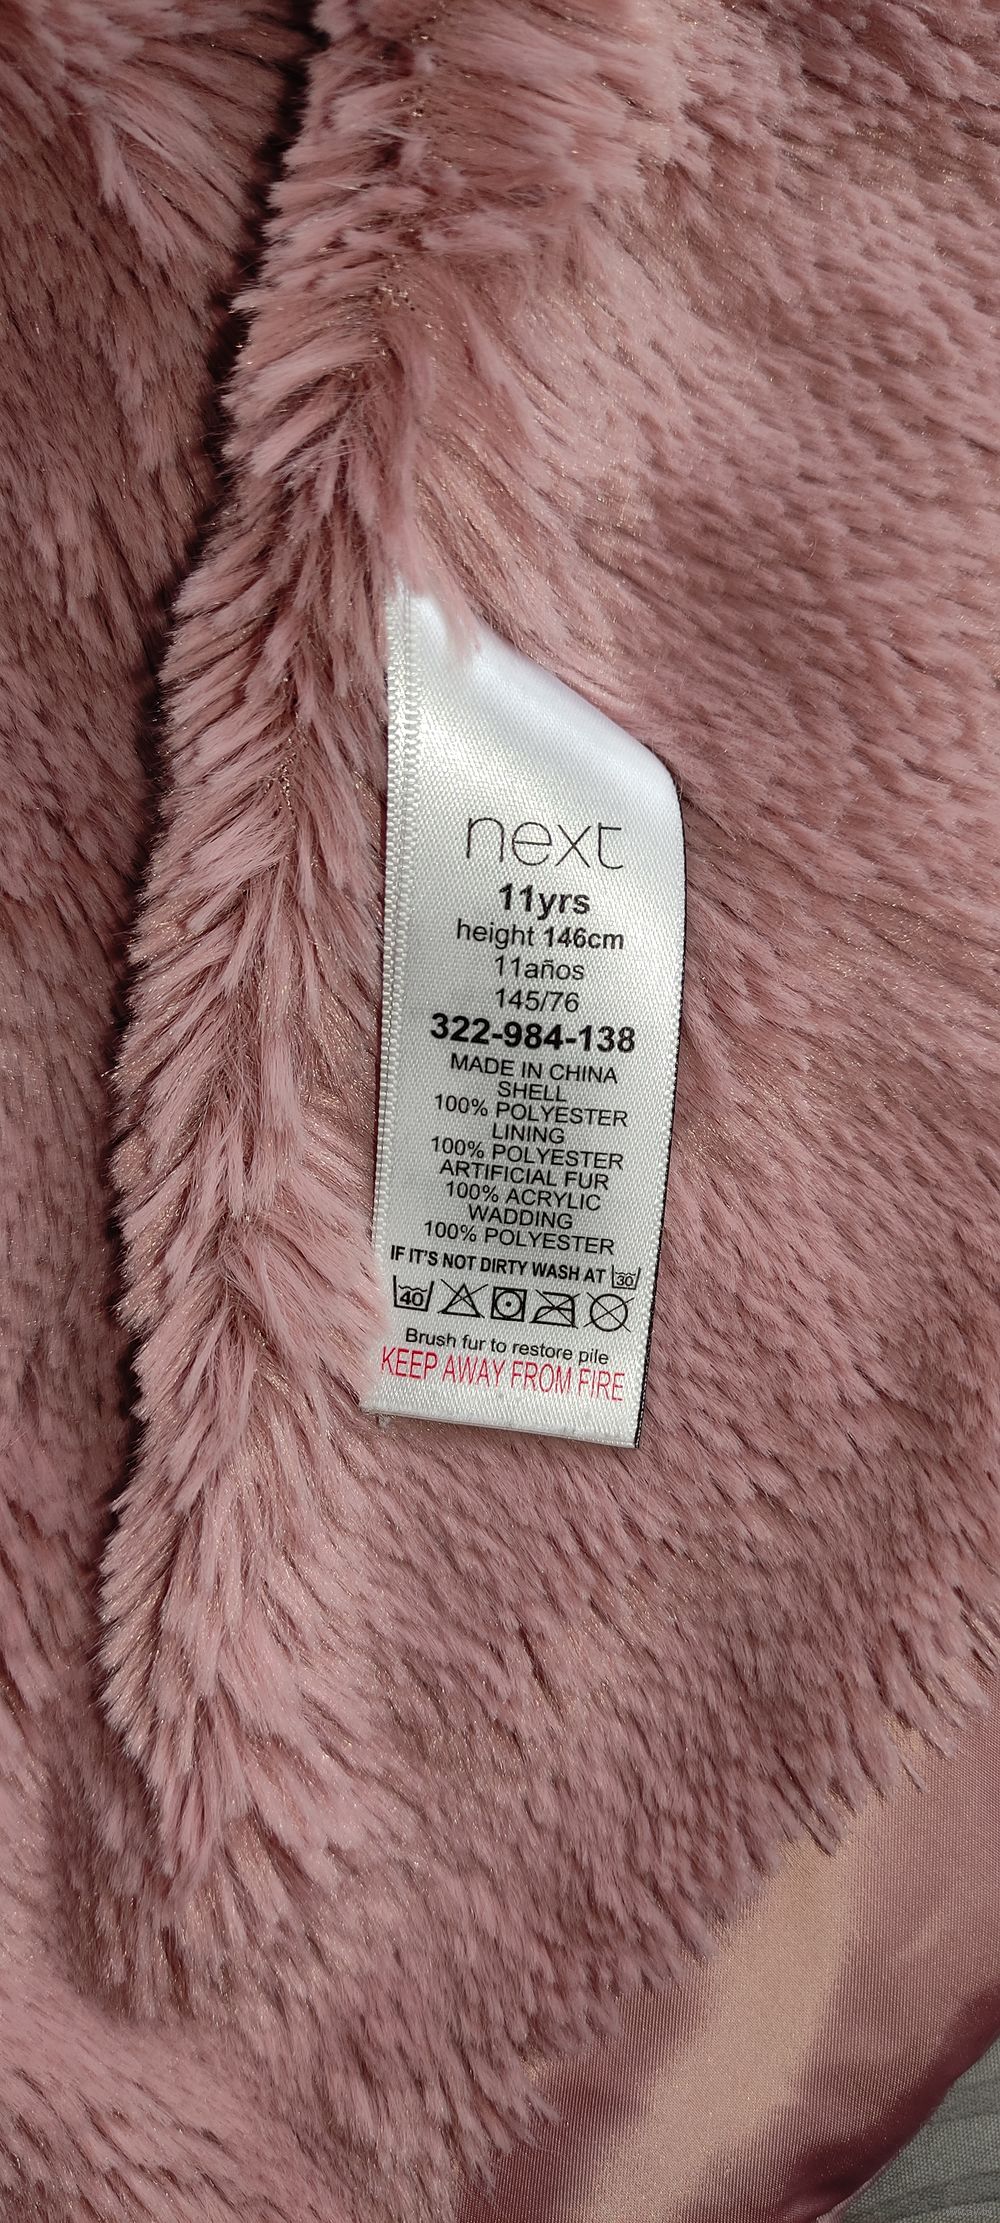 next
11yrs
height 146cm
11años
145/76
322-984-138
MADE IN CHINA
SHELL
100% POLYESTER
LINING
100% POLYESTER
ARTIFICIAL FUR
100% ACRYLIC
WADDING
100% POLYESTER
IF IT'S NOT DIRTY WASH AT 30
40
Brush fur to restore pile
KEEP AWAY FROM FIRE